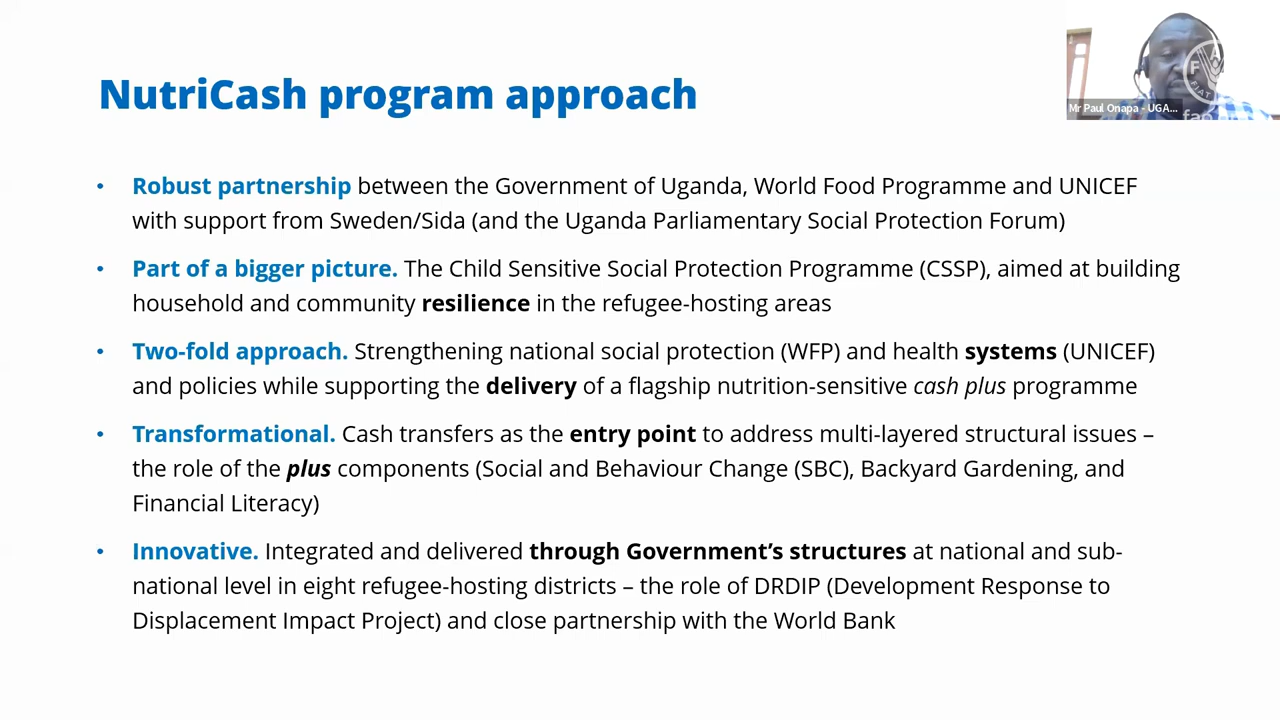 NutriCash program approach
Mr Paul Onapa - UGA...
FAO
FIAT
fao.org
• Robust partnership between the Government of Uganda, World Food Programme and UNICEF
with support from Sweden/Sida (and the Uganda Parliamentary Social Protection Forum)
• Part of a bigger picture. The Child Sensitive Social Protection Programme (CSSP), aimed at building
household and community resilience in the refugee-hosting areas
• Two-fold approach. Strengthening national social protection (WFP) and health systems (UNICEF)
and policies while supporting the delivery of a flagship nutrition-sensitive cash plus programme
• Transformational. Cash transfers as the entry point to address multi-layered structural issues –
the role of the plus components (Social and Behaviour Change (SBC), Backyard Gardening, and
Financial Literacy)
• Innovative. Integrated and delivered through Government’s structures at national and sub-
national level in eight refugee-hosting districts – the role of DRDIP (Development Response to
Displacement Impact Project) and close partnership with the World Bank